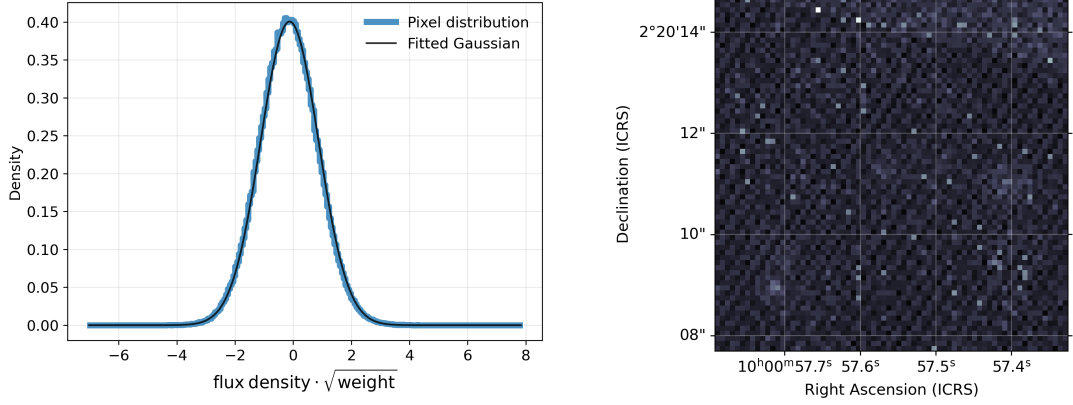 0.40
0.35
0.30
0.25
0.20
0.15
0.10
0.05
0.00
Density
Pixel distribution
Fitted Gaussian
−6 −4 −2 0 2 4 6 8
flux density · √weight
2°20'14"
12"
10"
08"
Declination (ICRS)
10ʰ00ᵐ57.7ˢ 57.6ˢ 57.5ˢ 57.4ˢ
Right Ascension (ICRS)